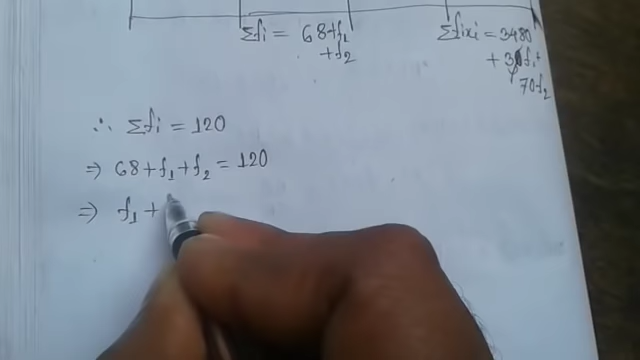 Σfi = 68+f₁ Σfixi = 3480
+f₂ + 30f₁+
70f₂
∴ Σfi = 120
⇒ 68+f₁+f₂ = 120
⇒ f₁ +